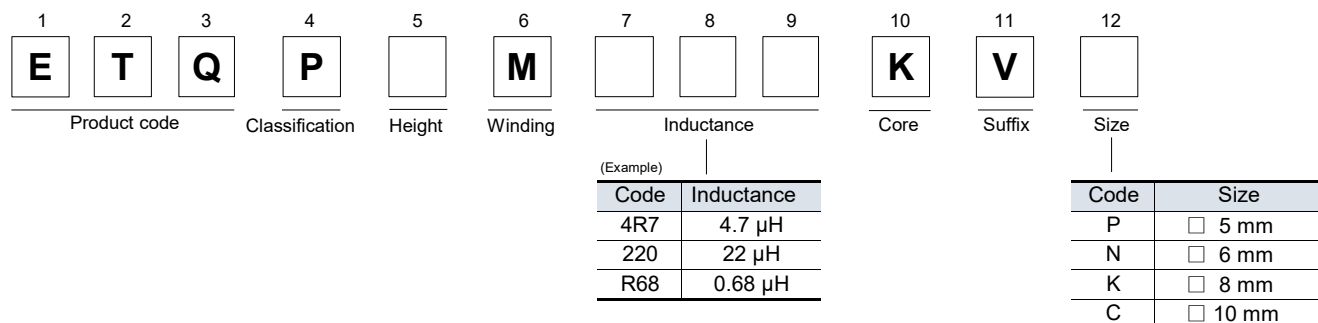 1 2 3 4 5 6 7 8 9 10 11 12
E T Q P M K V
Product code Classification Height Winding Inductance Core Suffix Size
(Example)
Code Inductance
4R7 4.7 µH
220 22 µH
R68 0.68 µH
Code Size
P □ 5 mm
N □ 6 mm
K □ 8 mm
C □ 10 mm